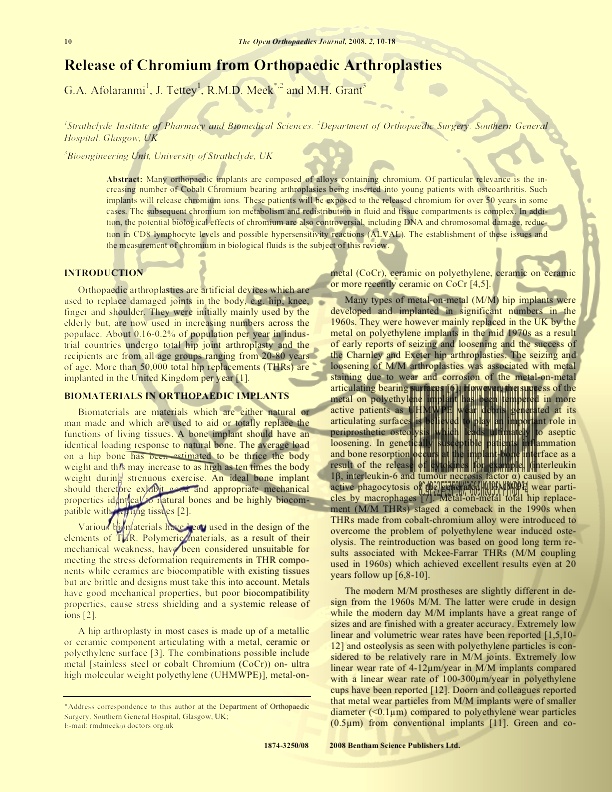 10
The Open Orthopaedics Journal, 2008, 2, 10-18
Release of Chromium from Orthopaedic Arthroplasties
G.A. Afolaranmi1, J. Tettey1, R.M.D. Meek*,2 and M.H. Grant3
1Strathclyde Institute of Pharmacy and Biomedical Sciences, 2Department of Orthopaedic Surgery, Southern General
Hospital, Glasgow, UK
3Bioengineering Unit, University of Strathclyde, UK
Abstract: Many orthopaedic implants are composed of alloys containing chromium. Of particular relevance is the in-
creasing number of Cobalt Chromium bearing arthroplasies being inserted into young patients with osteoarthritis. Such
implants will release chromium ions. These patients will be exposed to the released chromium for over 50 years in some
cases. The subsequent chromium ion metabolism and redistribution in fluid and tissue compartments is complex. In addi-
tion, the potential biological effects of chromium are also controversial, including DNA and chromosomal damage, reduc-
tion in CD8 lymphocyte levels and possible hypersensitivity reactions (ALVAL). The establishment of these issues and
the measurement of chromium in biological fluids is the subject of this review.
INTRODUCTION
Orthopaedic arthroplasties are artificial devices which are
used to replace damaged joints in the body, e.g. hip, knee,
finger and shoulder. They were initially mainly used by the
elderly but, are now used in increasing numbers across the
populace. About 0.16-0.2% of population per year in indus-
trial countries undergo total hip joint arthroplasty and the
recipients are from all age groups ranging from 20-80 years
of age. More than 50,000 total hip replacements (THRs) are
implanted in the United Kingdom per year [1].
BIOMATERIALS IN ORTHOPAEDIC IMPLANTS
Biomaterials are materials which are either natural or
man made and which are used to aid or totally replace the
functions of living tissues. A bone implant should have an
identical loading response to natural bone. The average load
on a hip bone has been estimated to be thrice the body
weight and this may increase to as high as ten times the body
weight during strenuous exercise. An ideal bone implant
should therefore exhibit and appropriate mechanical
properties identical to natural bones and be highly biocom-
patible with living tissues [2].
Various biomaterials have been used in the design of the
elements of THR. Polymeric materials, as a result of their
mechanical weakness, have been considered unsuitable for
meeting the stress deformation requirements in THR compo-
nents while ceramics are biocompatible with existing tissues
but are brittle and designs must take this into account. Metals
have good mechanical properties, but poor biocompatibility
properties, cause stress shielding and a systemic release of
ions [2].
A hip arthroplasty in most cases is made up of a metallic
or ceramic component articulating with a metal, ceramic or
polyethylene surface [3]. The combinations possible include
metal [stainless steel or cobalt Chromium (CoCr)] on- ultra
high molecular weight polyethylene (UHMWPE)], metal-on-
metal (CoCr), ceramic on polyethylene, ceramic on ceramic
or more recently ceramic on CoCr [4,5].
Many types of metal-on-metal (M/M) hip implants were
developed and implanted in significant numbers in the
1960s. They were however mainly replaced in the UK by the
metal on polyethylene implants in the mid 1970s as a result
of early reports of seizing and loosening and the success of
the Charnley and Exeter hip arthroplasties. The seizing and
loosening of M/M arthroplasties was associated with metal
staining due to wear and corrosion of the metal-on-metal
articulating bearing surfaces [6]. However the success of the
metal on polyethylene implant has been tempered in more
active patients as UHMWPE wear debris generated at its
articulating surfaces is believed to play an important role in
periprosthetic osteolysis, which leads ultimately to aseptic
loosening. In genetically susceptible patients inflammation
and bone resorption occurs at the implant-bone interface as a
result of the release of cytokines (for example, interleukin
1β, interleukin-6 and tumour necrosis factor α) caused by an
active phagocytosis of polyethylene wear parti-
cles by macrophages [7]. Metal-on-metal total hip replace-
ment (M/M THRs) staged a comeback in the 1990s when
THRs made from cobalt-chromium alloy were introduced to
overcome the problem of polyethylene wear induced oste-
olysis. The reintroduction was based on good long term re-
sults associated with Mckee-Farrar THRs (M/M coupling
used in 1960s) which achieved excellent results even at 20
years follow up [6,8-10].
The modern M/M prostheses are slightly different in de-
sign from the 1960s M/M. The latter were crude in design
while the modern day M/M implants have a great range of
sizes and are finished with a greater accuracy. Extremely low
linear and volumetric wear rates have been reported [1,5,10-
12] and osteolysis as seen with polyethylene particles is con-
sidered to be relatively rare in M/M joints. Extremely low
linear wear rate of 4-12μm/year in M/M implants compared
with a linear wear rate of 100-300μm/year in polyethylene
cups have been reported [12]. Doorn and colleagues reported
that metal wear particles from M/M implants were of smaller
diameter (<0.1μm) compared to polyethylene wear particles
(0.5μm) from conventional implants [11]. Green and co-
*Address correspondence to this author at the Department of Orthopaedic
Surgery, Southern General Hospital, Glasgow, UK;
E-mail: rmdmeek@doctors.org.uk
1874-3250/08 2008 Bentham Science Publishers Ltd.